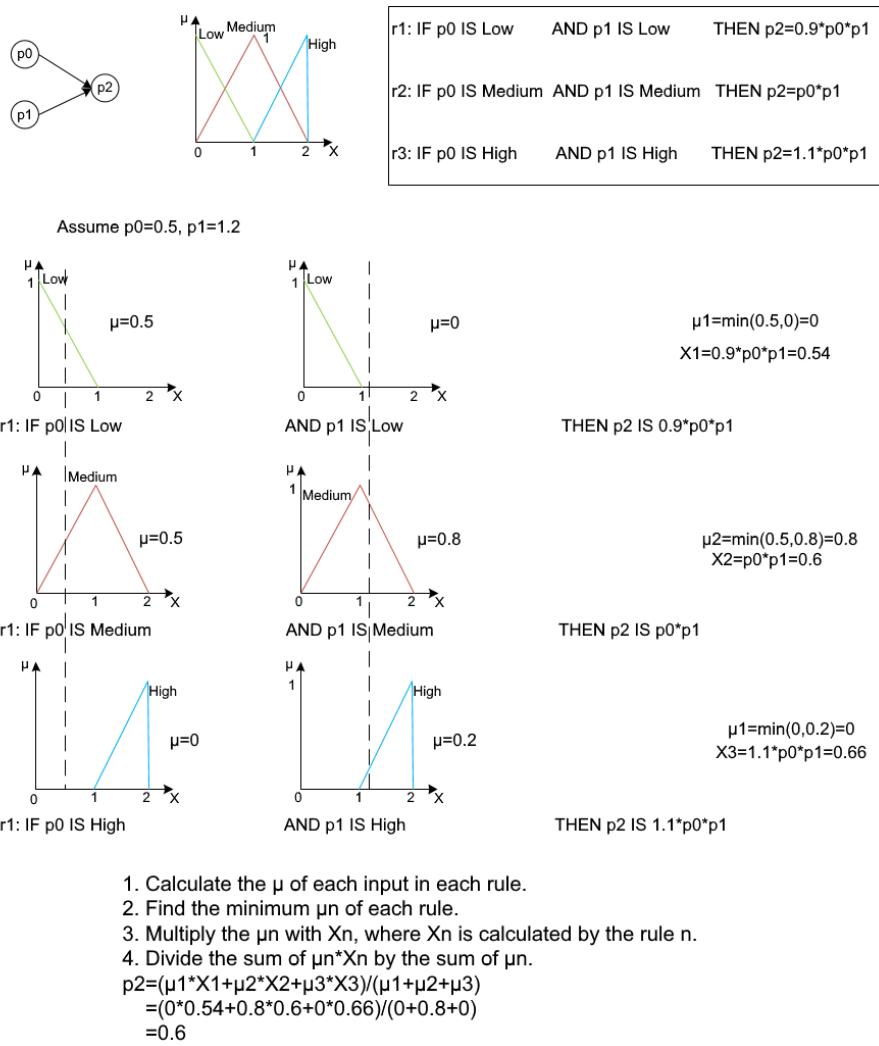 p0
p1
p2
μ
Low
Medium
1
High
0 1 2 X
r1: IF p0 IS Low AND p1 IS Low THEN p2=0.9*p0*p1
r2: IF p0 IS Medium AND p1 IS Medium THEN p2=p0*p1
r3: IF p0 IS High AND p1 IS High THEN p2=1.1*p0*p1
Assume p0=0.5, p1=1.2
μ
1
Low
μ=0.5
0 1 2 X
μ
1
Low
μ=0
0 1 2 X
μ1=min(0.5,0)=0
X1=0.9*p0*p1=0.54
r1: IF p0 IS Low AND p1 IS Low THEN p2 IS 0.9*p0*p1
μ
Medium
μ=0.5
0 1 2 X
μ
1
Medium
μ=0.8
0 1 2 X
μ2=min(0.5,0.8)=0.8
X2=p0*p1=0.6
r1: IF p0 IS Medium AND p1 IS Medium THEN p2 IS p0*p1
μ
High
μ=0
0 1 2 X
μ
1
High
μ=0.2
0 1 2 X
μ1=min(0,0.2)=0
X3=1.1*p0*p1=0.66
r1: IF p0 IS High AND p1 IS High THEN p2 IS 1.1*p0*p1
1. Calculate the μ of each input in each rule.
2. Find the minimum μn of each rule.
3. Multiply the μn with Xn, where Xn is calculated by the rule n.
4. Divide the sum of μn*Xn by the sum of μn.
p2=(μ1*X1+μ2*X2+μ3*X3)/(μ1+μ2+μ3)
=(0*0.54+0.8*0.6+0*0.66)/(0+0.8+0)
=0.6